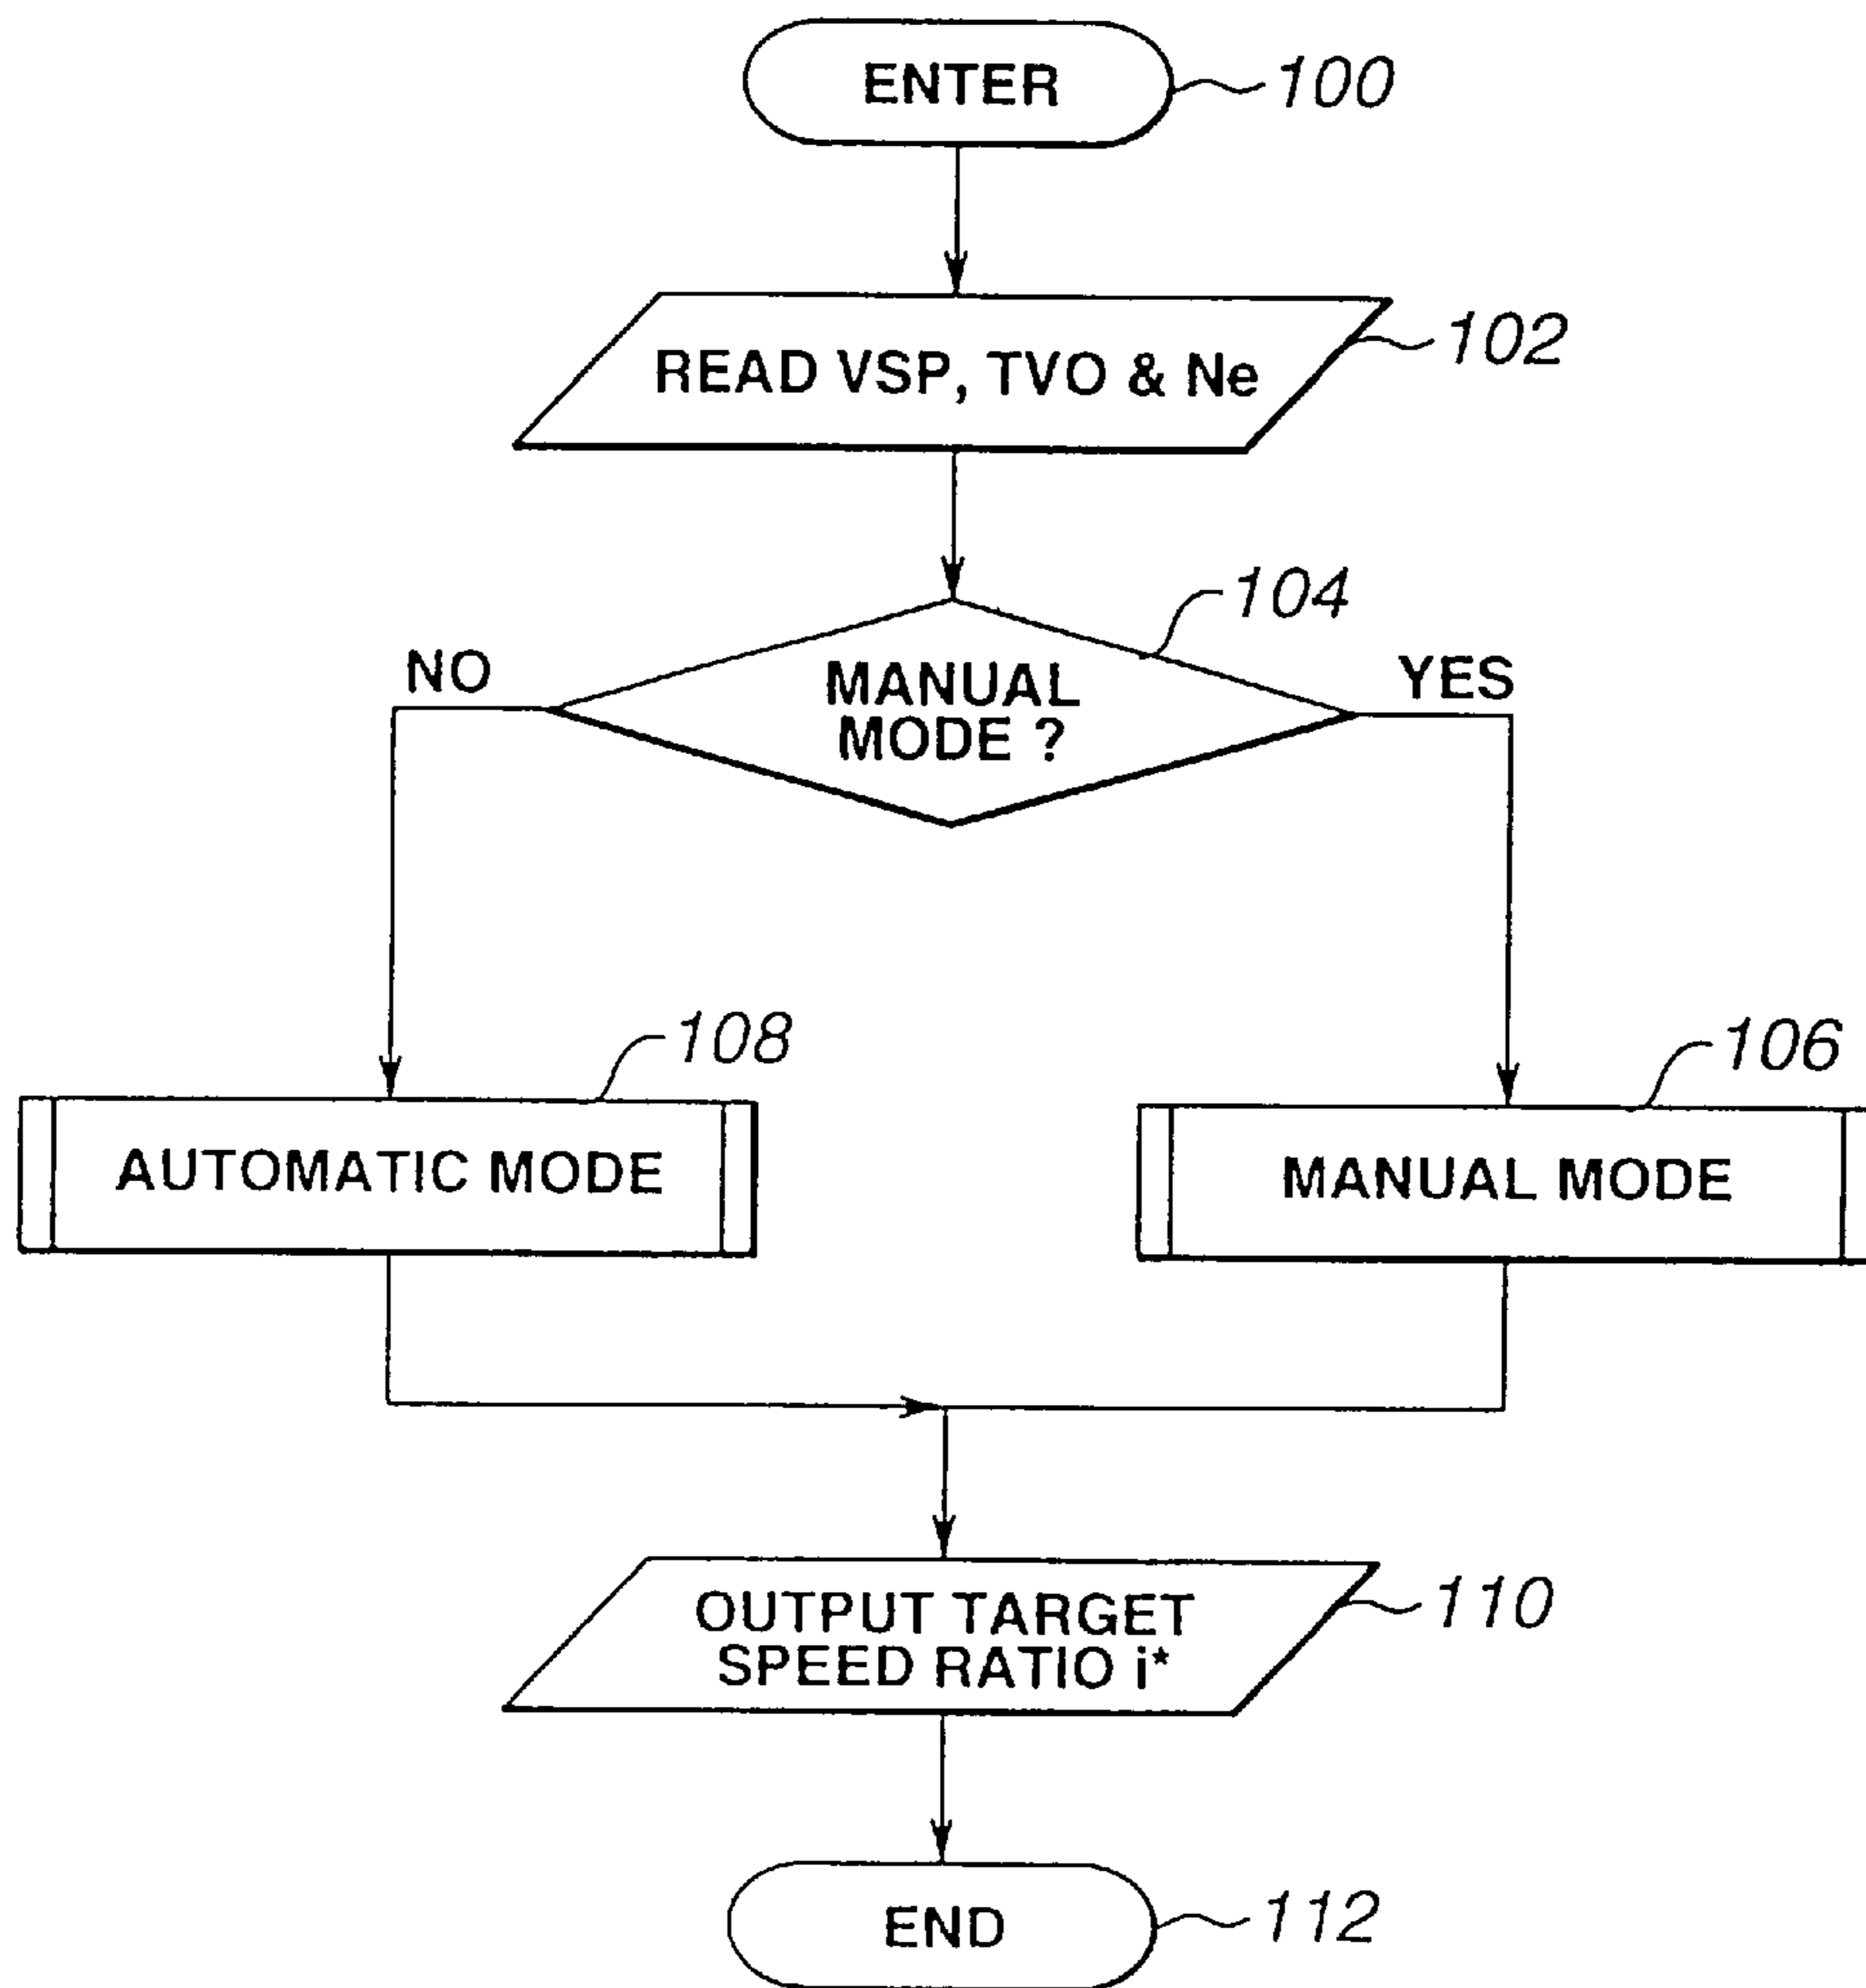 ENTER
100
READ VSP, TVO & Ne
102
104
NO
MANUAL
MODE ?
YES
108
106
AUTOMATIC MODE
MANUAL MODE
OUTPUT TARGET
SPEED RATIO i*
110
END
112